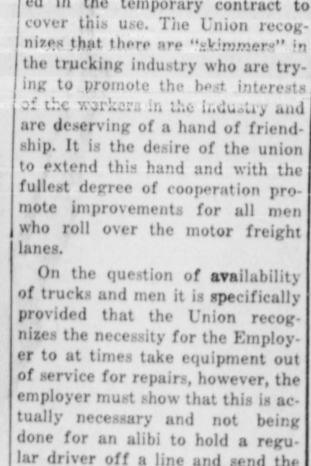 ed in the temporary contract to
cover this use. The Union recog-
nizes that there are "skimmers" in
the trucking industry who are try-
ing to promote the best interests
of the workers in the industry and
are deserving of a hand of friend-
ship. It is the desire of the union
to extend this hand and with the
fullest degree of cooperation pro-
mote improvements for all men
who roll over the motor freight
lanes.
On the question of availability
of trucks and men it is specifically
provided that the Union recog-
nizes the necessity for the Employ-
er to at times take equipment out
of service for repairs, however, the
employer must show that this is ac-
tually necessary and not being
done for an alibi to hold a regu-
lar driver off a line and send the